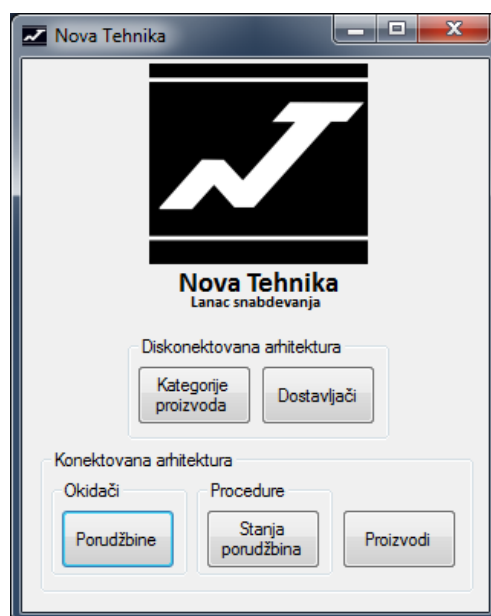 Nova Tehnika
Nova Tehnika
Lanac snabdevanja
Diskonektovana arhitektura
Kategorije
proizvoda
Dostavljači
Konektovana arhitektura
Okidači
Procedure
Porudžbine
Stanja
porudžbina
Proizvodi